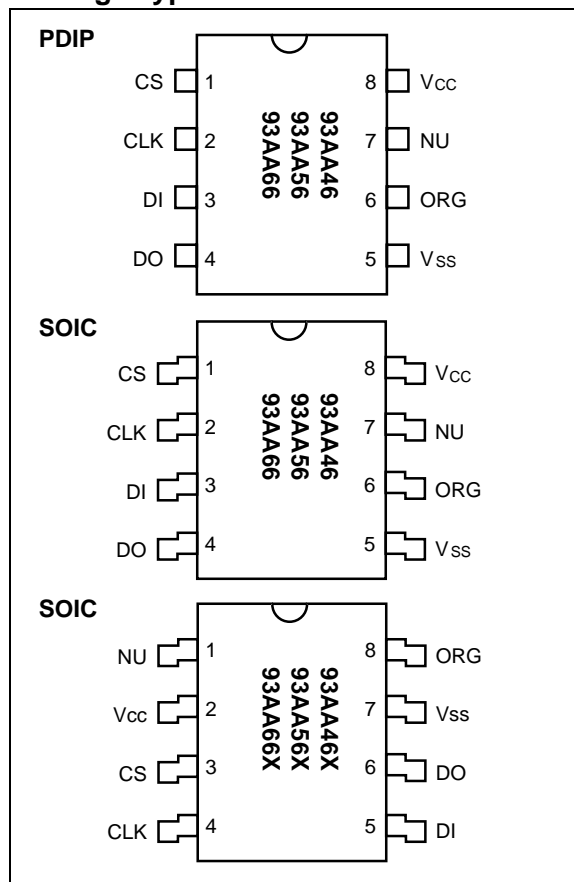 PDIP
CS 1 8 VCC
CLK 2 7 NU
DI 3 6 ORG
DO 4 5 VSS
93AA46
93AA56
93AA66
SOIC
CS 1 8 VCC
CLK 2 7 NU
DI 3 6 ORG
DO 4 5 VSS
93AA46
93AA56
93AA66
SOIC
NU 1 8 ORG
Vcc 2 7 Vss
CS 3 6 DO
CLK 4 5 DI
93AA46X
93AA56X
93AA66X